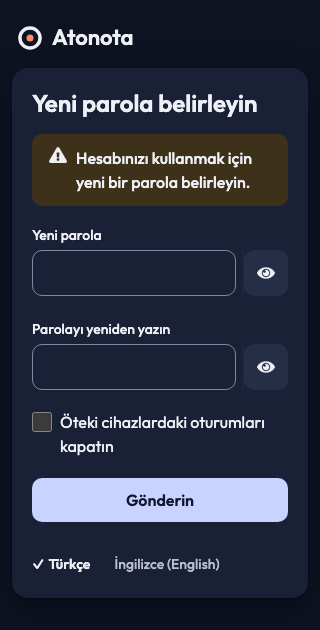 Atonota
Yeni parola belirleyin
Hesabınızı kullanmak için
yeni bir parola belirleyin.
Yeni parola
Parolayı yeniden yazın
Öteki cihazlardaki oturumları
kapatın
Gönderin
Türkçe İngilizce (English)